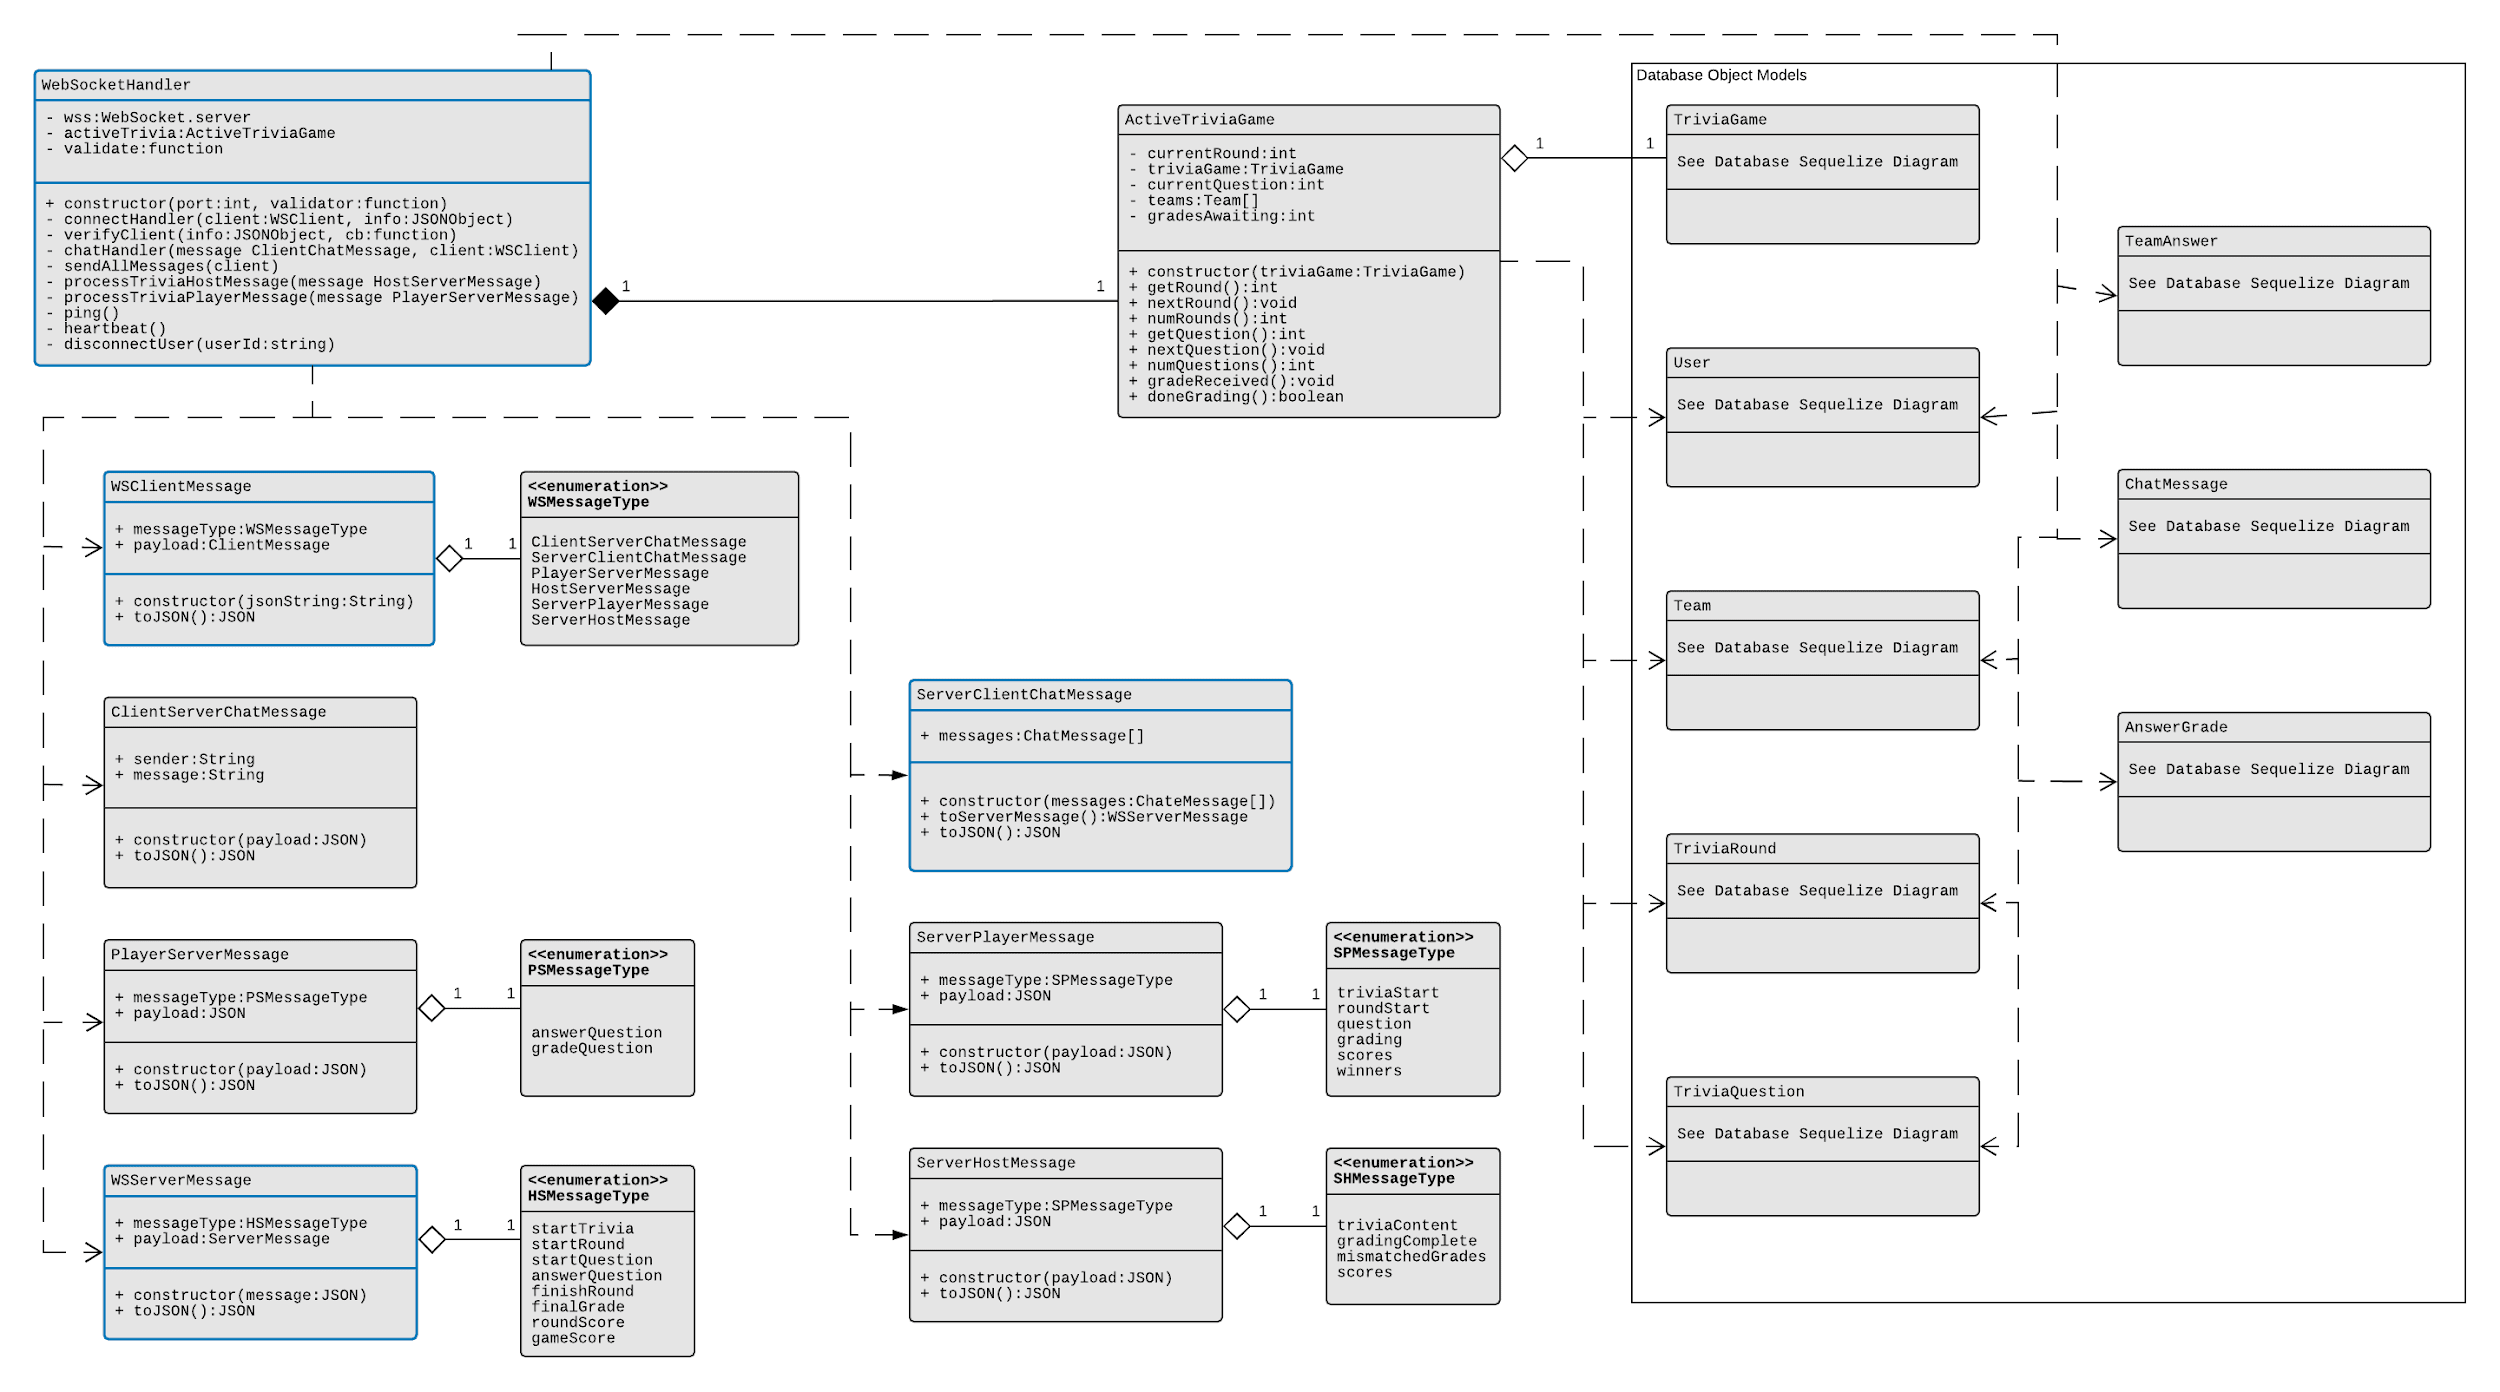 WebSocketHandler
- wss:WebSocket.server
- activeTrivia:ActiveTriviaGame
- validate:function
+ constructor(port:int, validator:function)
- connectHandler(client:WSClient, info:JSONObject)
- verifyClient(info:JSONObject, cb:function)
- chatHandler(message ClientChatMessage, client:WSClient)
- sendAllMessages(client)
- processTriviaHostMessage(message HostServerMessage)
- processTriviaPlayerMessage(message PlayerServerMessage)
- ping()
- heartbeat()
- disconnectUser(userId:string)
1
1
ActiveTriviaGame
- currentRound:int
- triviaGame:TriviaGame
- currentQuestion:int
- teams:Team[]
- gradesAwaiting:int
+ constructor(triviaGame:TriviaGame)
+ getRound():int
+ nextRound():void
+ numRounds():int
+ getQuestion():int
+ nextQuestion():void
+ numQuestions():int
+ gradeReceived():void
+ doneGrading():boolean
1
1
Database Object Models
TriviaGame
See Database Sequelize Diagram
TeamAnswer
See Database Sequelize Diagram
User
See Database Sequelize Diagram
ChatMessage
See Database Sequelize Diagram
Team
See Database Sequelize Diagram
AnswerGrade
See Database Sequelize Diagram
TriviaRound
See Database Sequelize Diagram
TriviaQuestion
See Database Sequelize Diagram
WSClientMessage
+ messageType:WSMessageType
+ payload:ClientMessage
+ constructor(jsonString:String)
+ toJSON():JSON
1
1
<<enumeration>>
WSMessageType
ClientServerChatMessage
ServerClientChatMessage
PlayerServerMessage
HostServerMessage
ServerPlayerMessage
ServerHostMessage
ClientServerChatMessage
+ sender:String
+ message:String
+ constructor(payload:JSON)
+ toJSON():JSON
ServerClientChatMessage
+ messages:ChatMessage[]
+ constructor(messages:ChateMessage[])
+ toServerMessage():WSServerMessage
+ toJSON():JSON
PlayerServerMessage
+ messageType:PSMessageType
+ payload:JSON
+ constructor(payload:JSON)
+ toJSON():JSON
1
1
<<enumeration>>
PSMessageType
answerQuestion
gradeQuestion
ServerPlayerMessage
+ messageType:SPMessageType
+ payload:JSON
+ constructor(payload:JSON)
+ toJSON():JSON
1
1
<<enumeration>>
SPMessageType
triviaStart
roundStart
question
grading
scores
winners
WSServerMessage
+ messageType:HSMessageType
+ payload:ServerMessage
+ constructor(message:JSON)
+ toJSON():JSON
1
1
<<enumeration>>
HSMessageType
startTrivia
startRound
startQuestion
answerQuestion
finishRound
finalGrade
roundScore
gameScore
ServerHostMessage
+ messageType:SPMessageType
+ payload:JSON
+ constructor(payload:JSON)
+ toJSON():JSON
1
1
<<enumeration>>
SHMessageType
triviaContent
gradingComplete
mismatchedGrades
scores